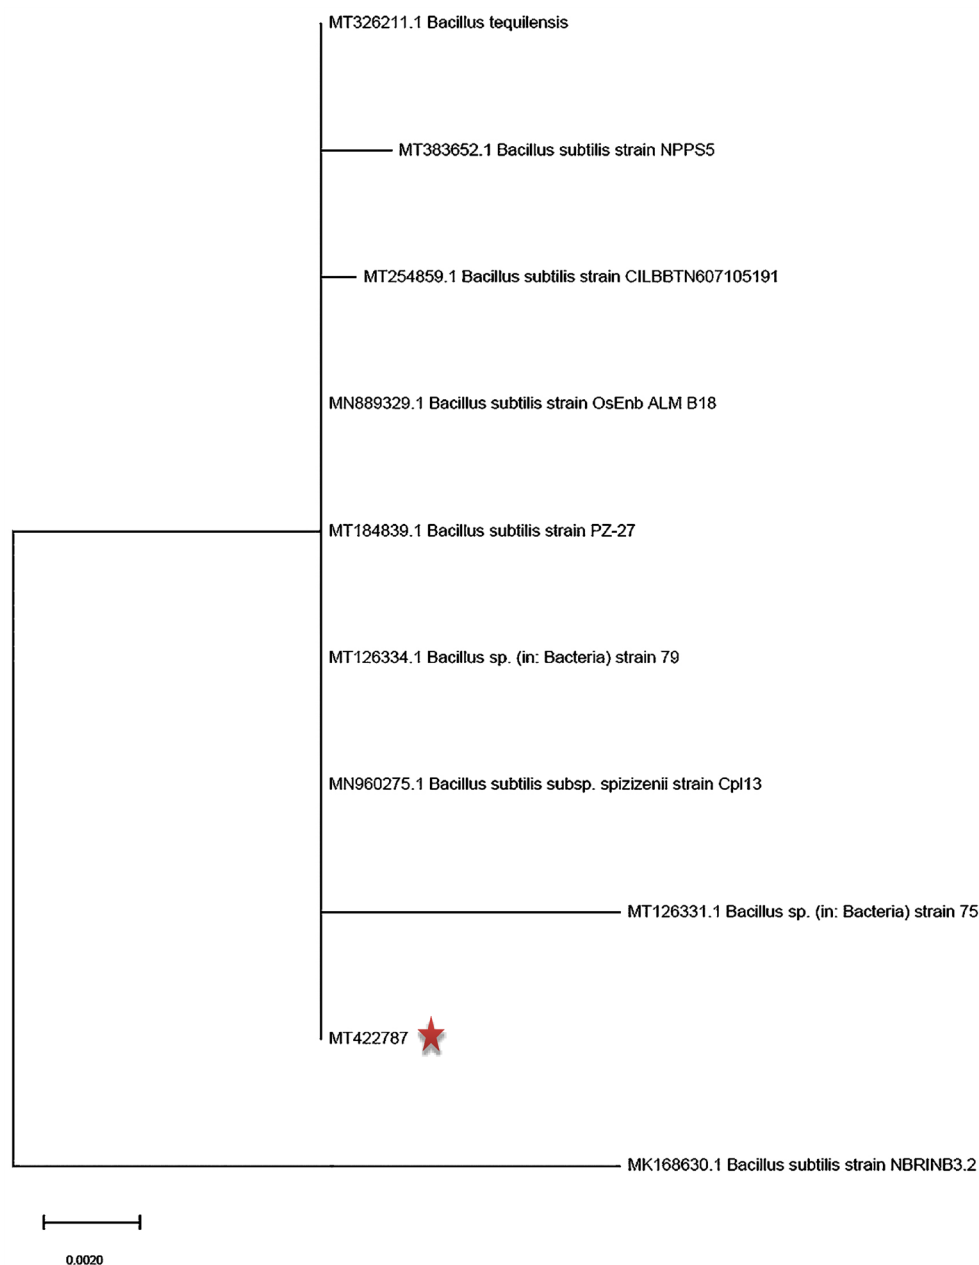 MT326211.1 Bacillus tequilensis
MT383652.1 Bacillus subtilis strain NPPS5
MT254859.1 Bacillus subtilis strain CILBBTN607105191
MN889329.1 Bacillus subtilis strain OsEnb ALM B18
MT184839.1 Bacillus subtilis strain PZ-27
MT126334.1 Bacillus sp. (in: Bacteria) strain 79
MN960275.1 Bacillus subtilis subsp. spizizenii strain Cpl13
MT126331.1 Bacillus sp. (in: Bacteria) strain 75
MT422787
MK168630.1 Bacillus subtilis strain NBRINB3.2
0.0020